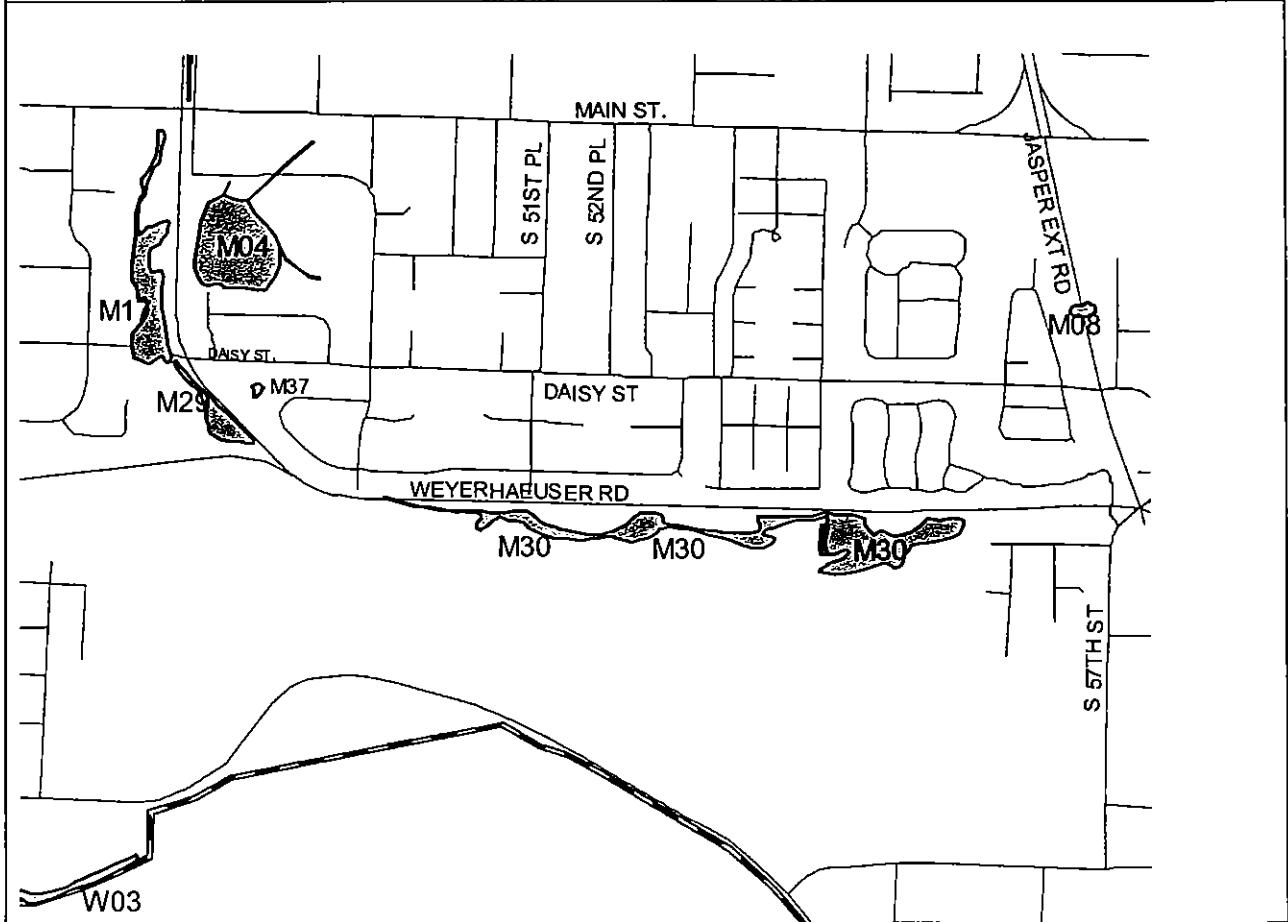 MAIN ST.
S 51ST PL
S 52ND PL
JASPER EXT RD
M04
M1
M08
DAISY ST.
M37
DAISY ST
M29
WEYERHAEUSER RD
M30
M30
M30
S 57TH ST
W03